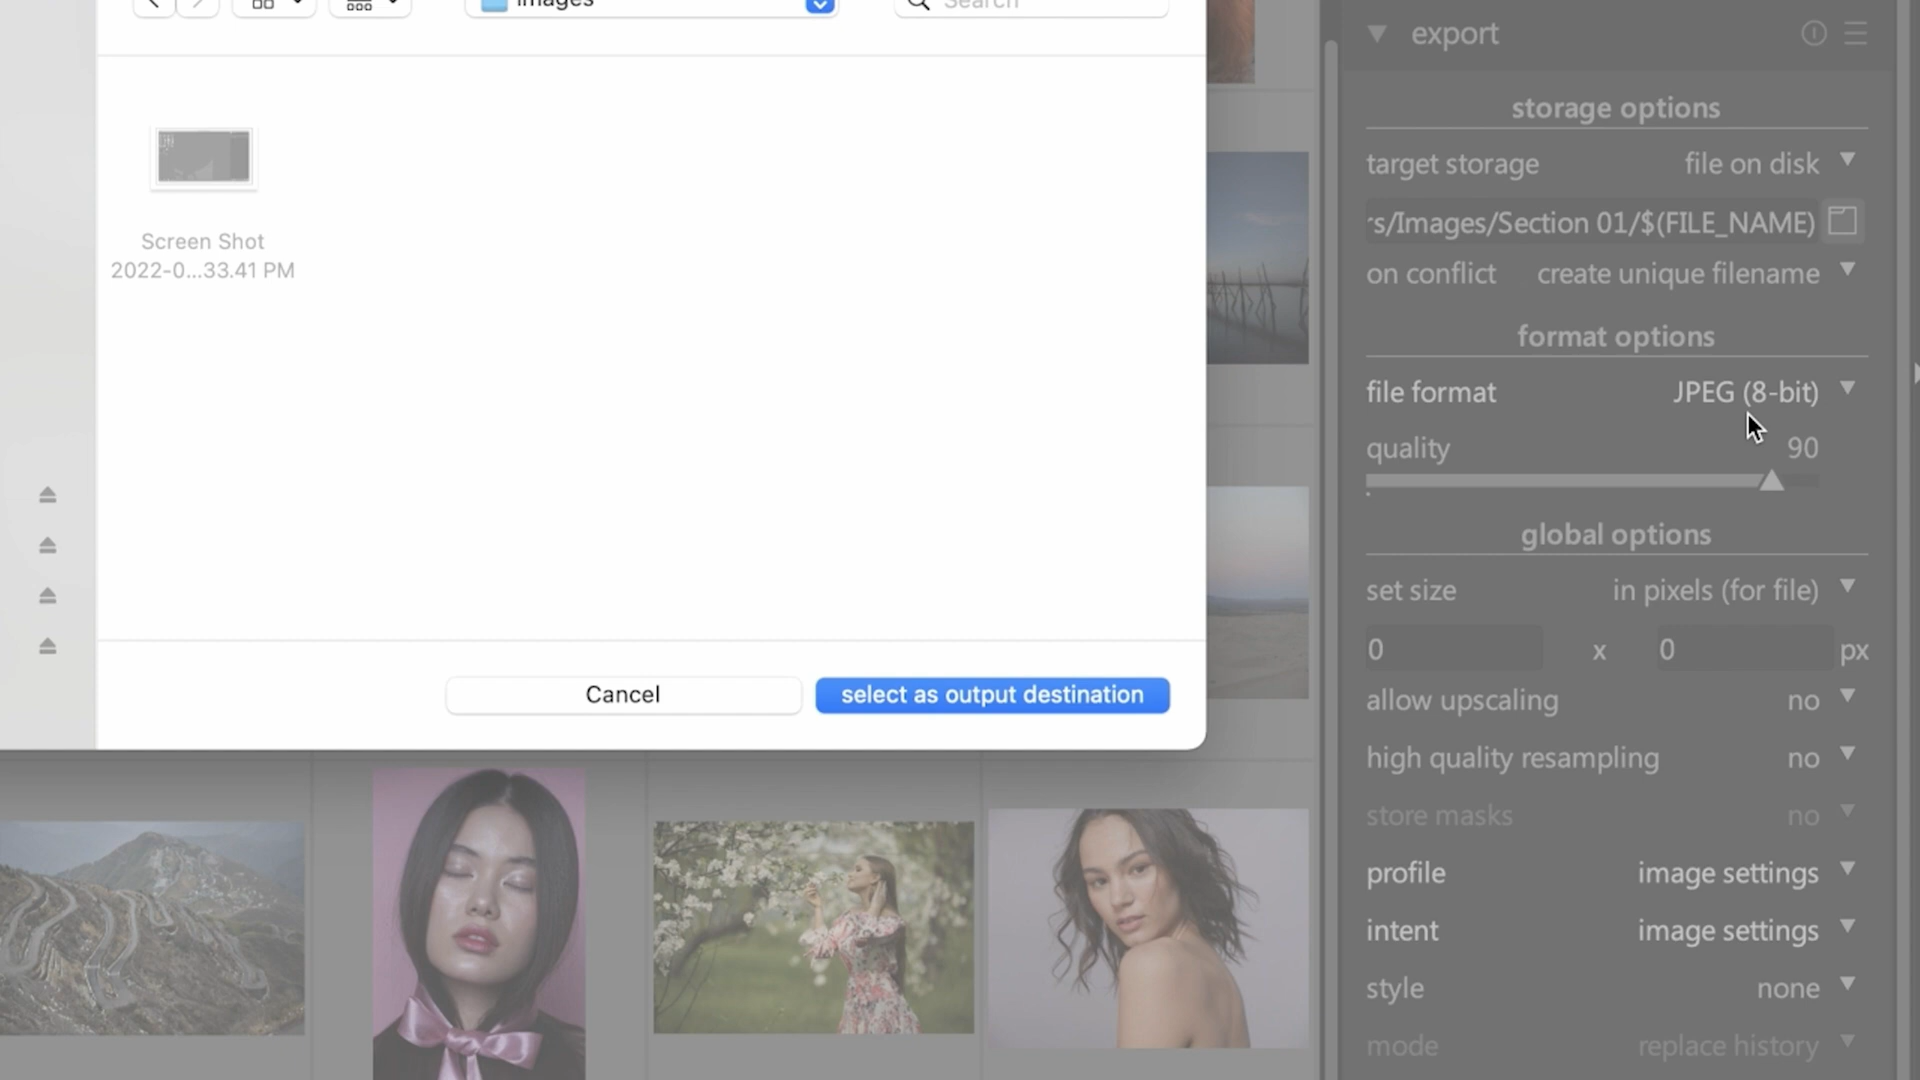 Images
Search
Screen Shot
2022-0...33.41 PM
Cancel
select as output destination
export
storage options
target storage file on disk
rs/Images/Section 01/$(FILE_NAME)
on conflict create unique filename
format options
file format JPEG (8-bit)
quality 90
global options
set size in pixels (for file)
0 x 0 px
allow upscaling no
high quality resampling no
store masks no
profile image settings
intent image settings
style none
mode replace history